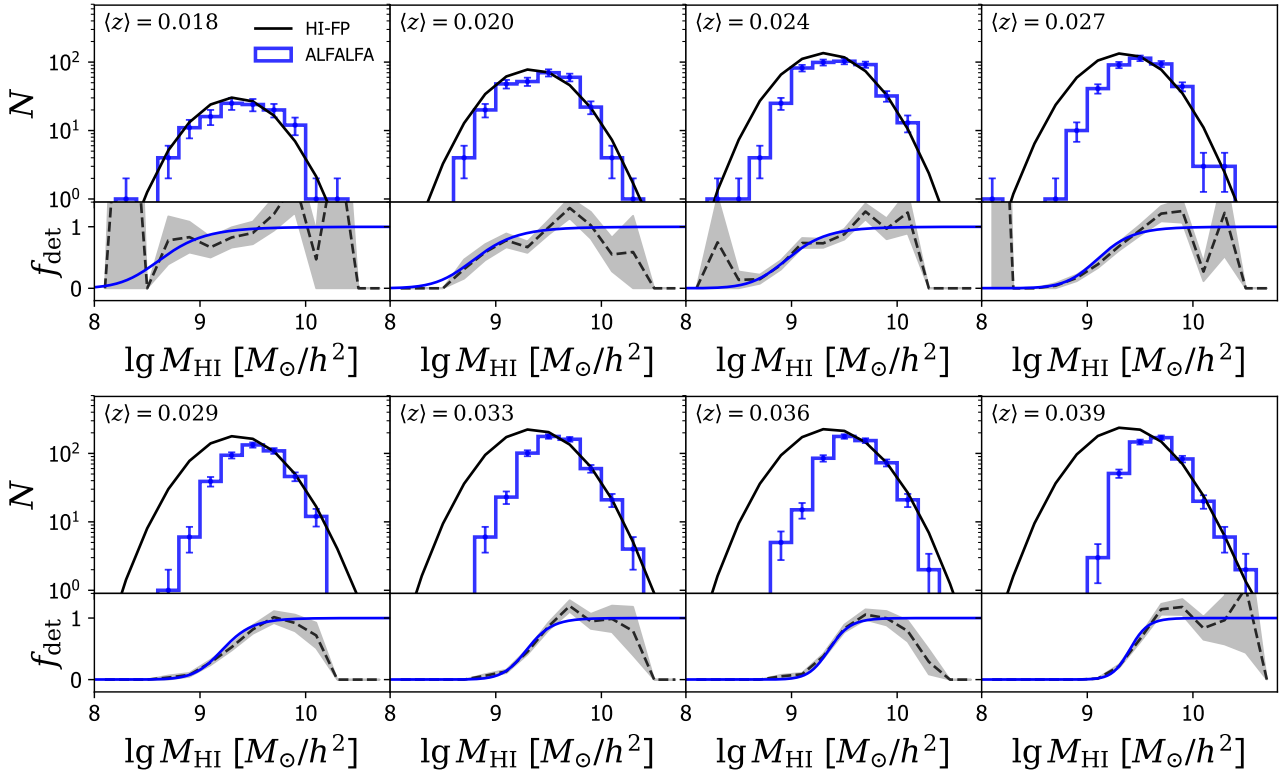 ⟨z⟩ = 0.018
HI-FP
ALFALFA
⟨z⟩ = 0.020
⟨z⟩ = 0.024
⟨z⟩ = 0.027
N
10²
10¹
10⁰
f_det
1
0
8 9 10 8 9 10 8 9 10 8 9 10
lg M_HI [M_⊙/h²] lg M_HI [M_⊙/h²] lg M_HI [M_⊙/h²] lg M_HI [M_⊙/h²]
⟨z⟩ = 0.029
⟨z⟩ = 0.033
⟨z⟩ = 0.036
⟨z⟩ = 0.039
N
10²
10¹
10⁰
f_det
1
0
8 9 10 8 9 10 8 9 10 8 9 10
lg M_HI [M_⊙/h²] lg M_HI [M_⊙/h²] lg M_HI [M_⊙/h²] lg M_HI [M_⊙/h²]